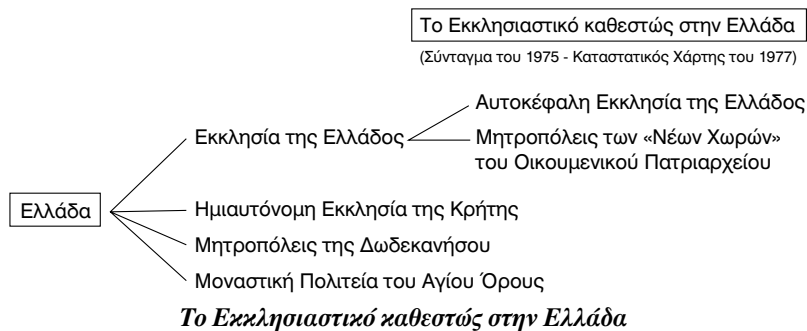 Το Εκκλησιαστικό καθεστώς στην Ελλάδα
(Σύνταγμα του 1975 - Καταστατικός Χάρτης του 1977)
Αυτοκέφαλη Εκκλησία της Ελλάδος
Εκκλησία της Ελλάδος
Μητροπόλεις των «Νέων Χωρών»
του Οικουμενικού Πατριαρχείου
Ελλάδα
Ημιαυτόνομη Εκκλησία της Κρήτης
Μητροπόλεις της Δωδεκανήσου
Μοναστική Πολιτεία του Αγίου Όρους
Το Εκκλησιαστικό καθεστώς στην Ελλάδα